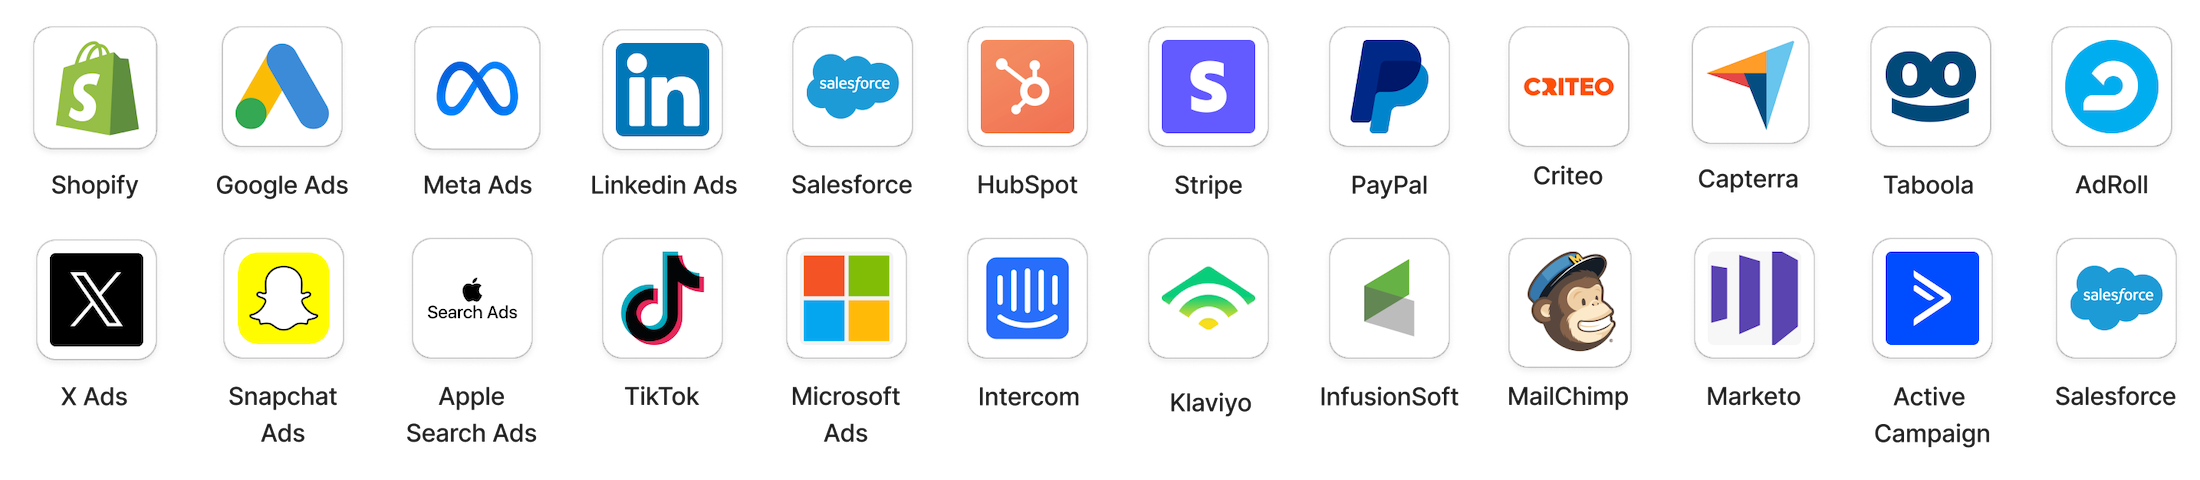 S
in
salesforce
S
CRITEO
Shopify
Google Ads
Meta Ads
Linkedin Ads
Salesforce
HubSpot
Stripe
PayPal
Criteo
Capterra
Taboola
AdRoll
X
Search Ads
M
salesforce
X Ads
Snapchat
Ads
Apple
Search Ads
TikTok
Microsoft
Ads
Intercom
Klaviyo
InfusionSoft
MailChimp
Marketo
Active
Campaign
Salesforce